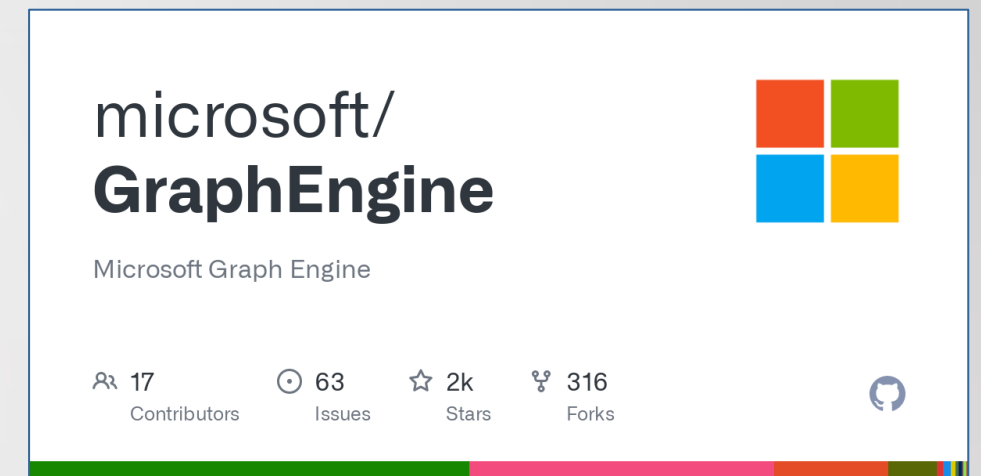 microsoft/
GraphEngine
Microsoft Graph Engine
17 63 2k 316
Contributors Issues Stars Forks